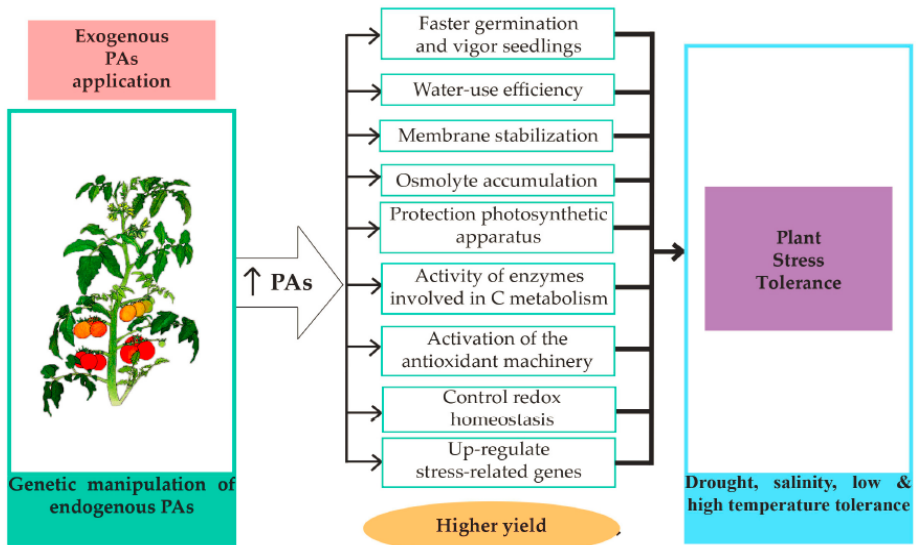 Exogenous
PAs
application
Genetic manipulation of
endogenous PAs
↑ PAs
Faster germination
and vigor seedlings
Water-use efficiency
Membrane stabilization
Osmolyte accumulation
Protection photosynthetic
apparatus
Activity of enzymes
involved in C metabolism
Activation of the
antioxidant machinery
Control redox
homeostasis
Up-regulate
stress-related genes
Higher yield
Plant
Stress
Tolerance
Drought, salinity, low &
high temperature tolerance